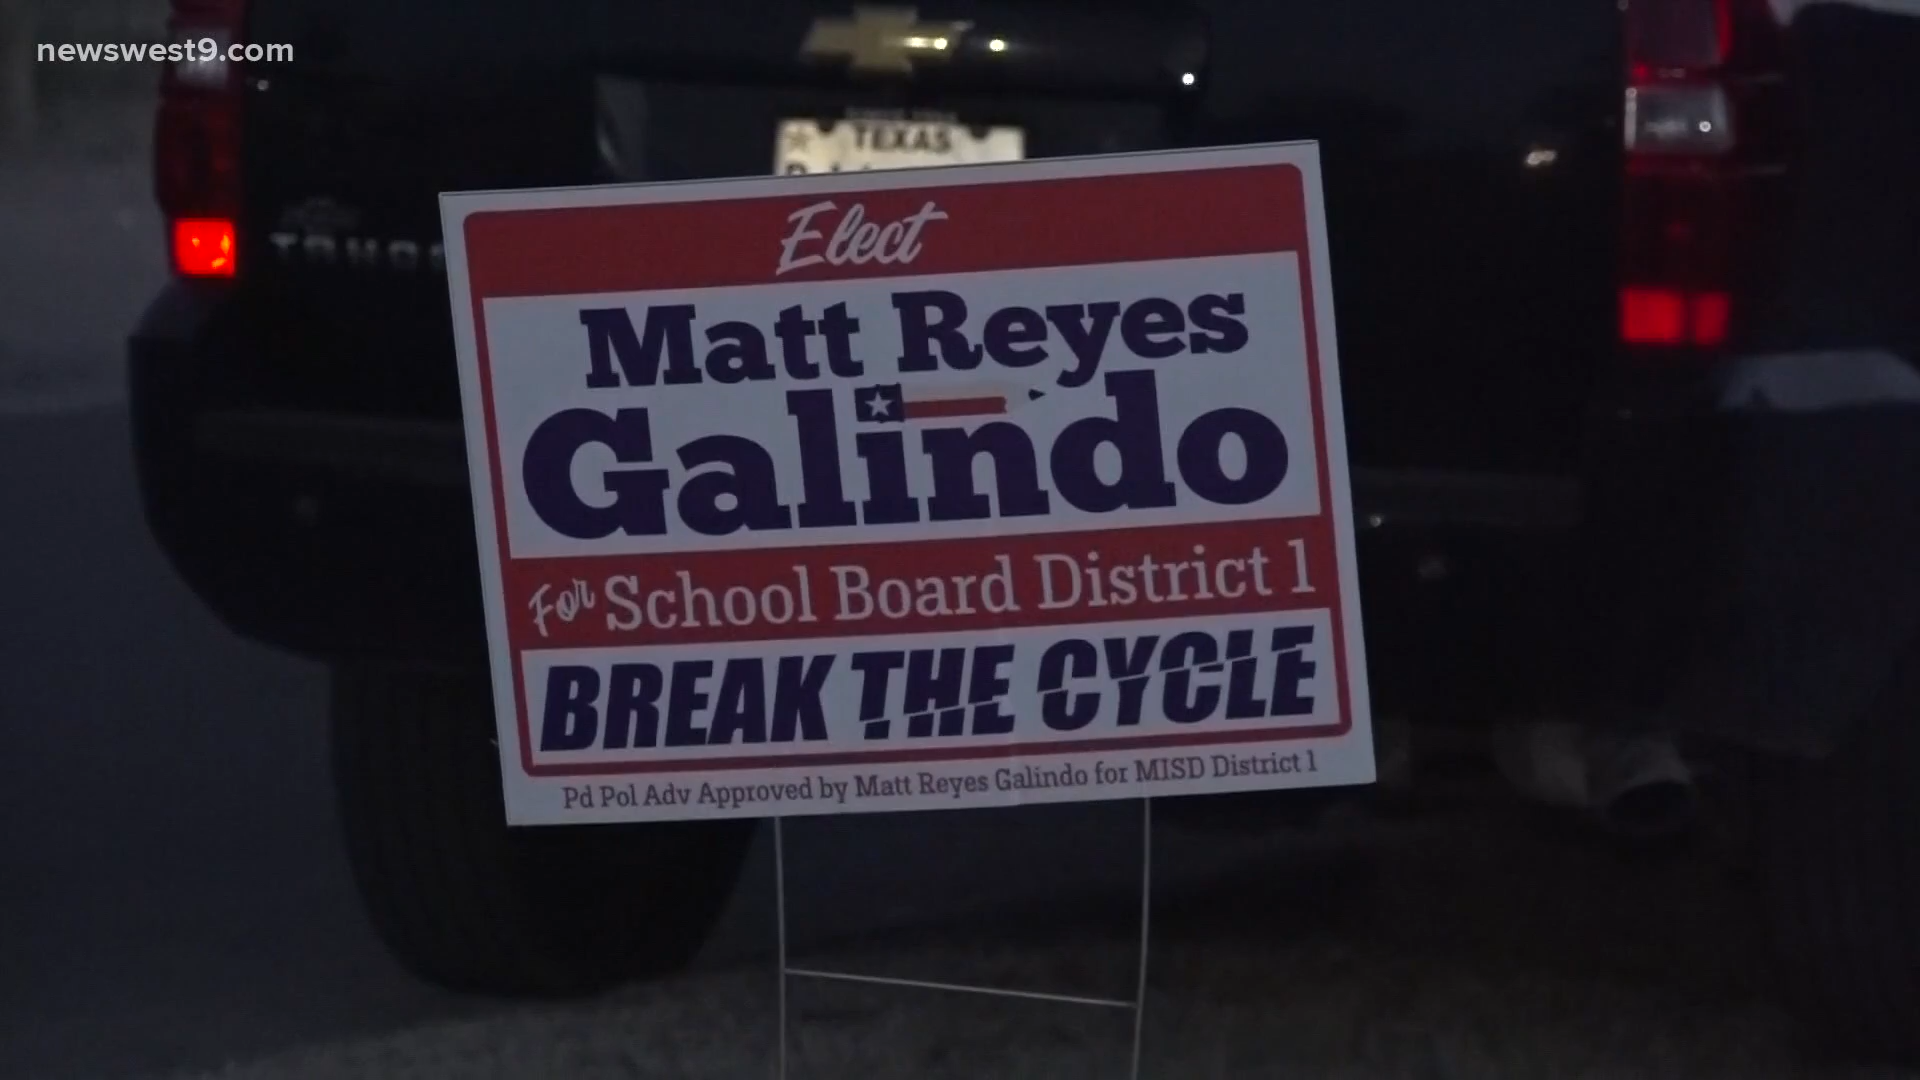 newswest9.com
TEXAS
TAHOE
Elect
Matt Reyes
Galindo
For School Board District 1
BREAK THE CYCLE
Pd Pol Adv Approved by Matt Reyes Galindo for MISD District 1